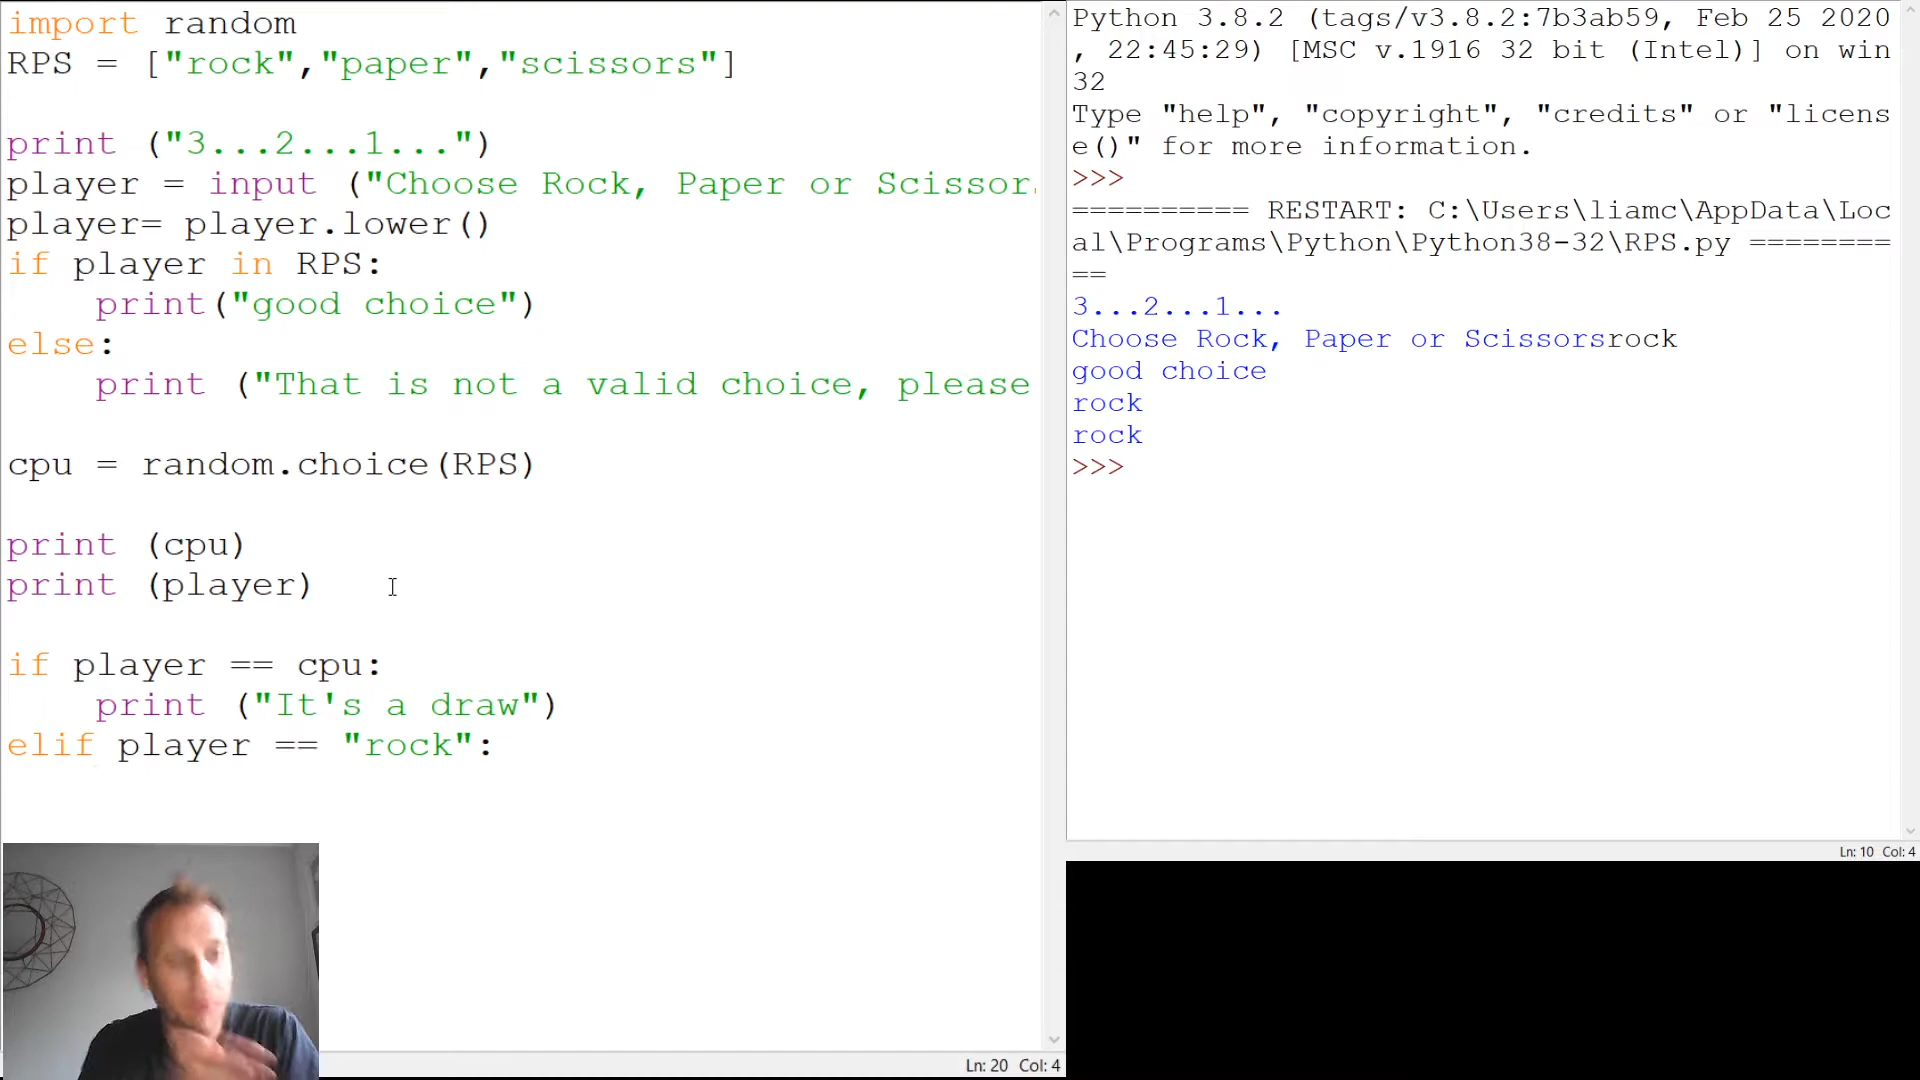 import random
RPS = ["rock","paper","scissors"]
print ("3...2...1...")
player = input ("Choose Rock, Paper or Scissor
player= player.lower()
if player in RPS:
print("good choice")
else:
print ("That is not a valid choice, please
cpu = random.choice(RPS)
print (cpu)
print (player)
if player == cpu:
print ("It's a draw")
elif player == "rock":
Ln: 20 Col: 4
Python 3.8.2 (tags/v3.8.2:7b3ab59, Feb 25 2020
, 22:45:29) [MSC v.1916 32 bit (Intel)] on win
32
Type "help", "copyright", "credits" or "licens
e()" for more information.
>>>
========== RESTART: C:\Users\liamc\AppData\Loc
al\Programs\Python\Python38-32\RPS.py ========
==
3...2...1...
Choose Rock, Paper or Scissorsrock
good choice
rock
rock
>>>
Ln: 10 Col: 4